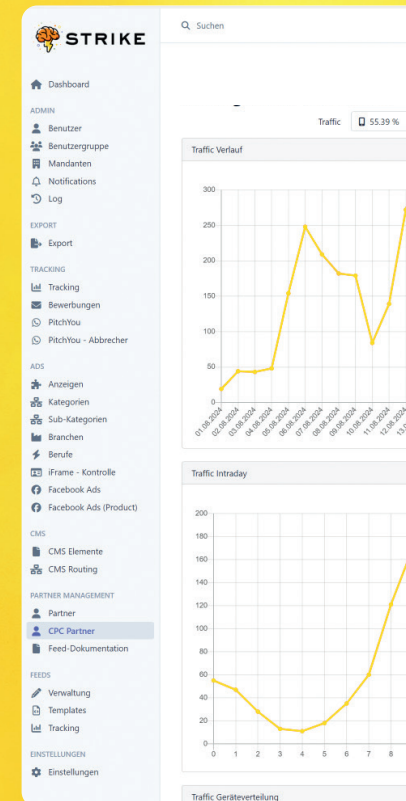 STRIKE
Suchen
Dashboard
ADMIN
Benutzer
Benutzergruppe
Mandanten
Notifications
Log
EXPORT
Export
TRACKING
Tracking
Bewerbungen
PitchYou
PitchYou - Abbrecher
ADS
Anzeigen
Kategorien
Sub-Kategorien
Branchen
Berufe
iFrame - Kontrolle
Facebook Ads
Facebook Ads (Product)
CMS
CMS Elemente
CMS Routing
PARTNER MANAGEMENT
Partner
CPC Partner
Feed-Dokumentation
FEEDS
Verwaltung
Templates
Tracking
EINSTELLUNGEN
Einstellungen
Traffic 55.39 %
Traffic Verlauf
300
250
200
150
100
50
0
01.08.2024 02.08.2024 03.08.2024 04.08.2024 05.08.2024 06.08.2024 07.08.2024 08.08.2024 09.08.2024 10.08.2024 11.08.2024 12.08.2024
Traffic Intraday
200
180
160
140
120
100
80
60
40
20
0
0 1 2 3 4 5 6 7 8
Traffic Geräteverteilung